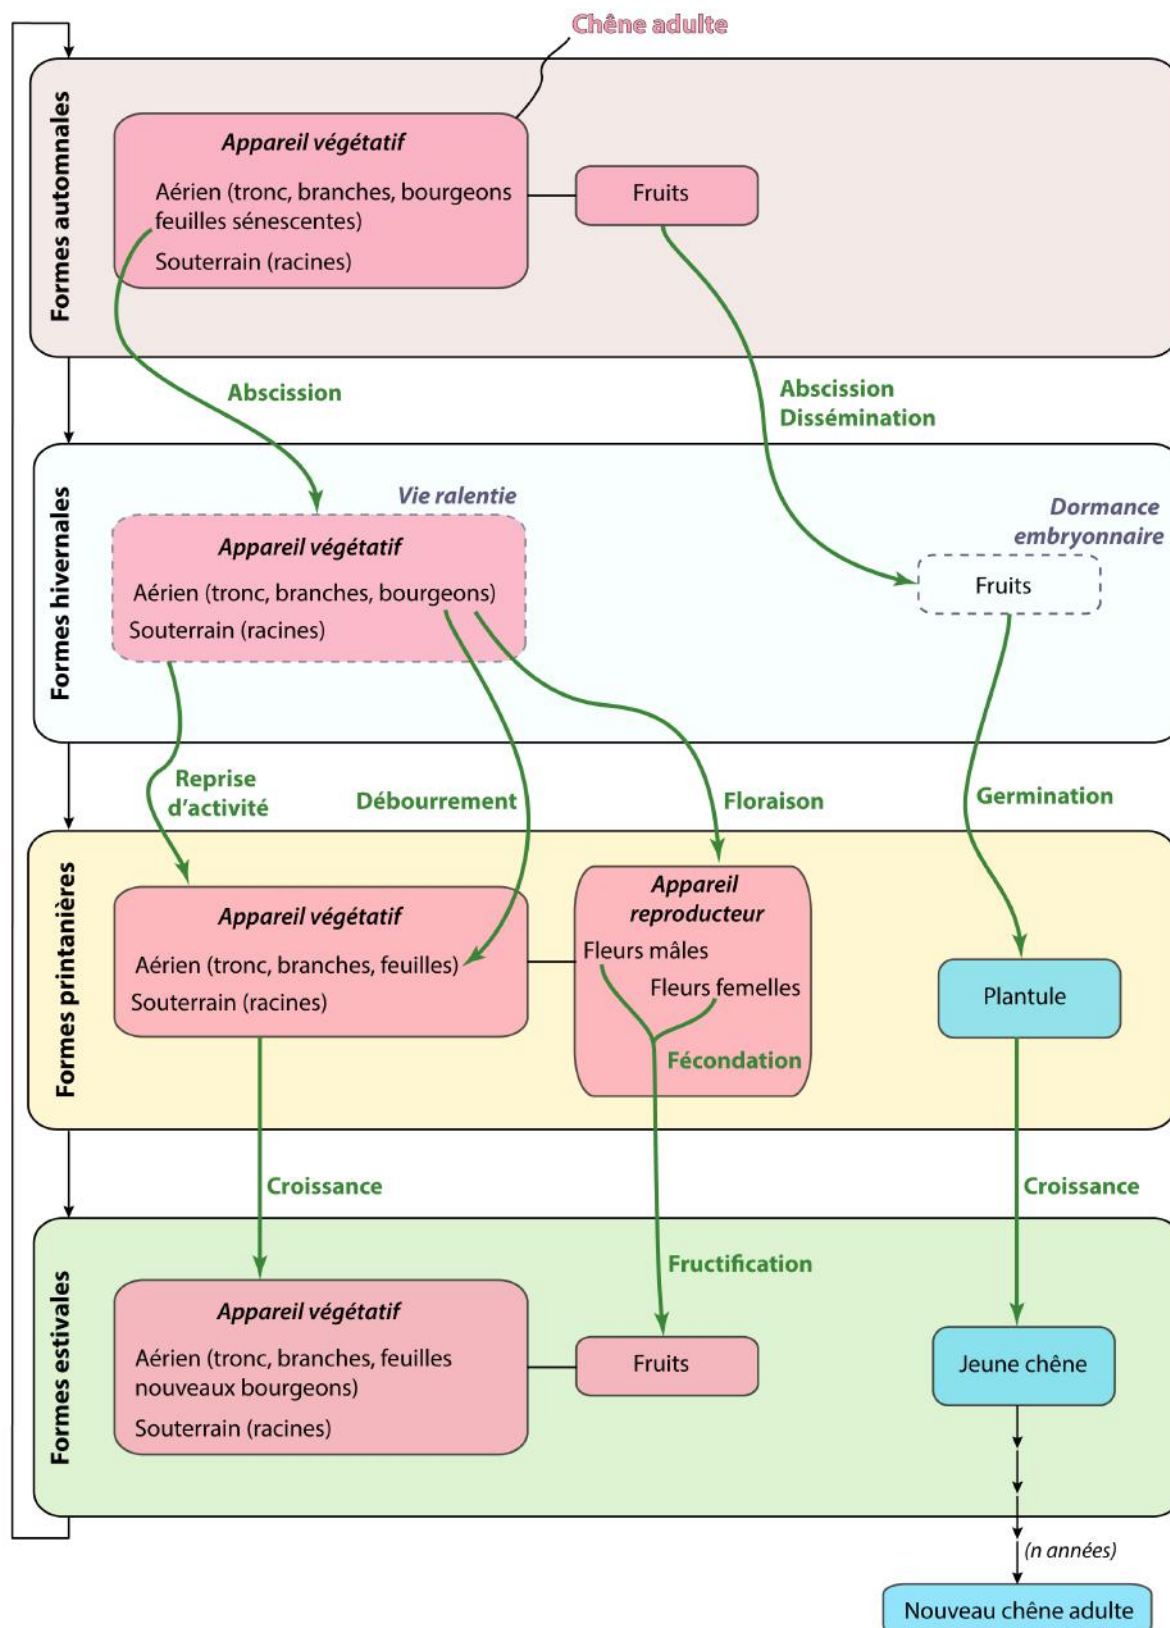 Chêne adulte
Formes automnales
Appareil végétatif
Aérien (tronc, branches, bourgeons
feuilles sénescentes)
Souterrain (racines)
Fruits
Abscission
Abscission
Dissémination
Formes hivernales
Vie ralentie
Appareil végétatif
Aérien (tronc, branches, bourgeons)
Souterrain (racines)
Dormance
embryonnaire
Fruits
Reprise
d'activité
Débourrement
Floraison
Germination
Formes printanières
Appareil végétatif
Aérien (tronc, branches, feuilles)
Souterrain (racines)
Appareil
reproducteur
Fleurs mâles
Fleurs femelles
Fécondation
Plantule
Croissance
Fructification
Croissance
Formes estivales
Appareil végétatif
Aérien (tronc, branches, feuilles
nouveaux bourgeons)
Souterrain (racines)
Fruits
Jeune chêne
(n années)
Nouveau chêne adulte